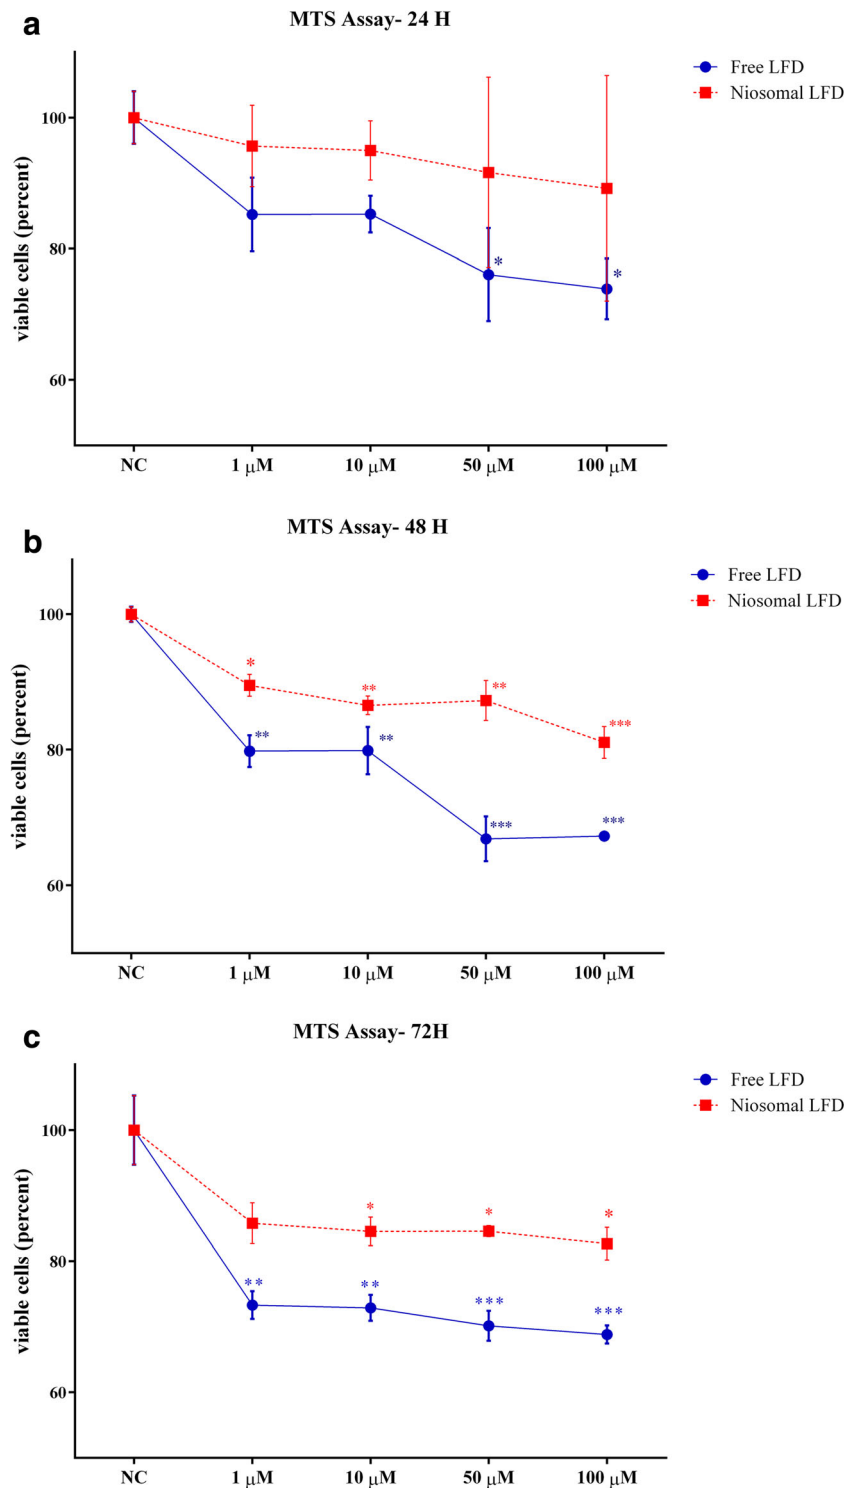 a
MTS Assay- 24 H
Free LFD
Niosomal LFD
viable cells (percent)
100
80
60
*
*
NC 1 μM 10 μM 50 μM 100 μM
b
MTS Assay- 48 H
Free LFD
Niosomal LFD
viable cells (percent)
100
80
60
* ** ** ***
** ** *** ***
NC 1 μM 10 μM 50 μM 100 μM
c
MTS Assay- 72H
Free LFD
Niosomal LFD
viable cells (percent)
100
80
60
* * *
** ** *** ***
NC 1 μM 10 μM 50 μM 100 μM